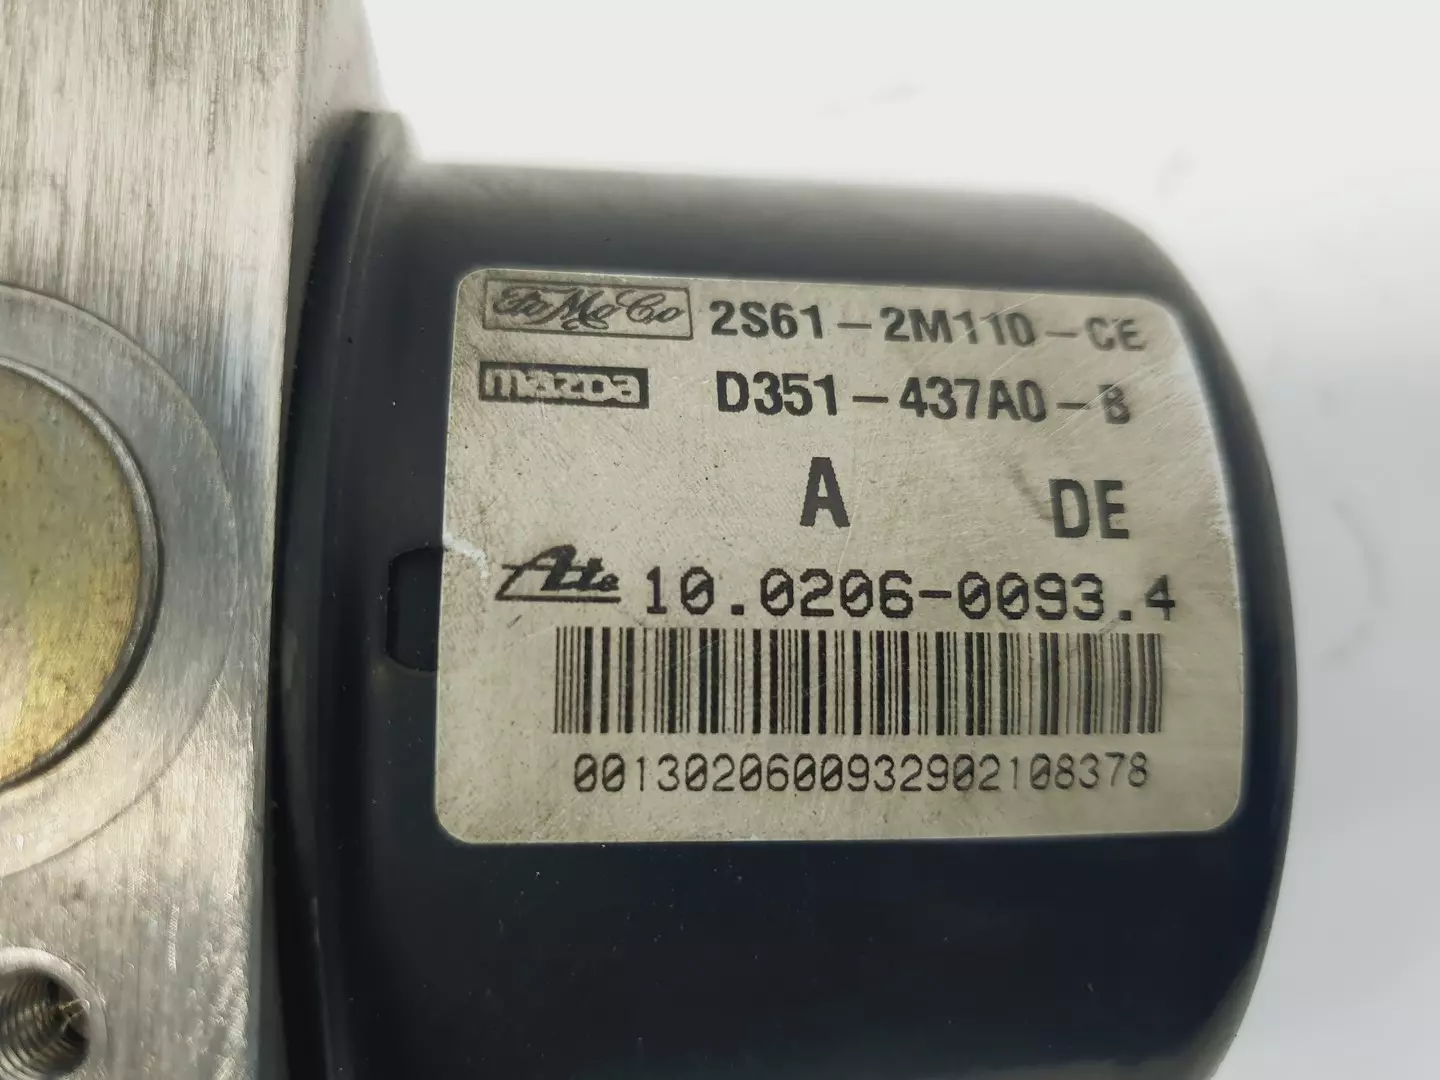 FoMoCo 2S61-2M110-CE
mazda D351-437A0-B
A DE
Ate 10.0206-0093.4
0013020600932902108378